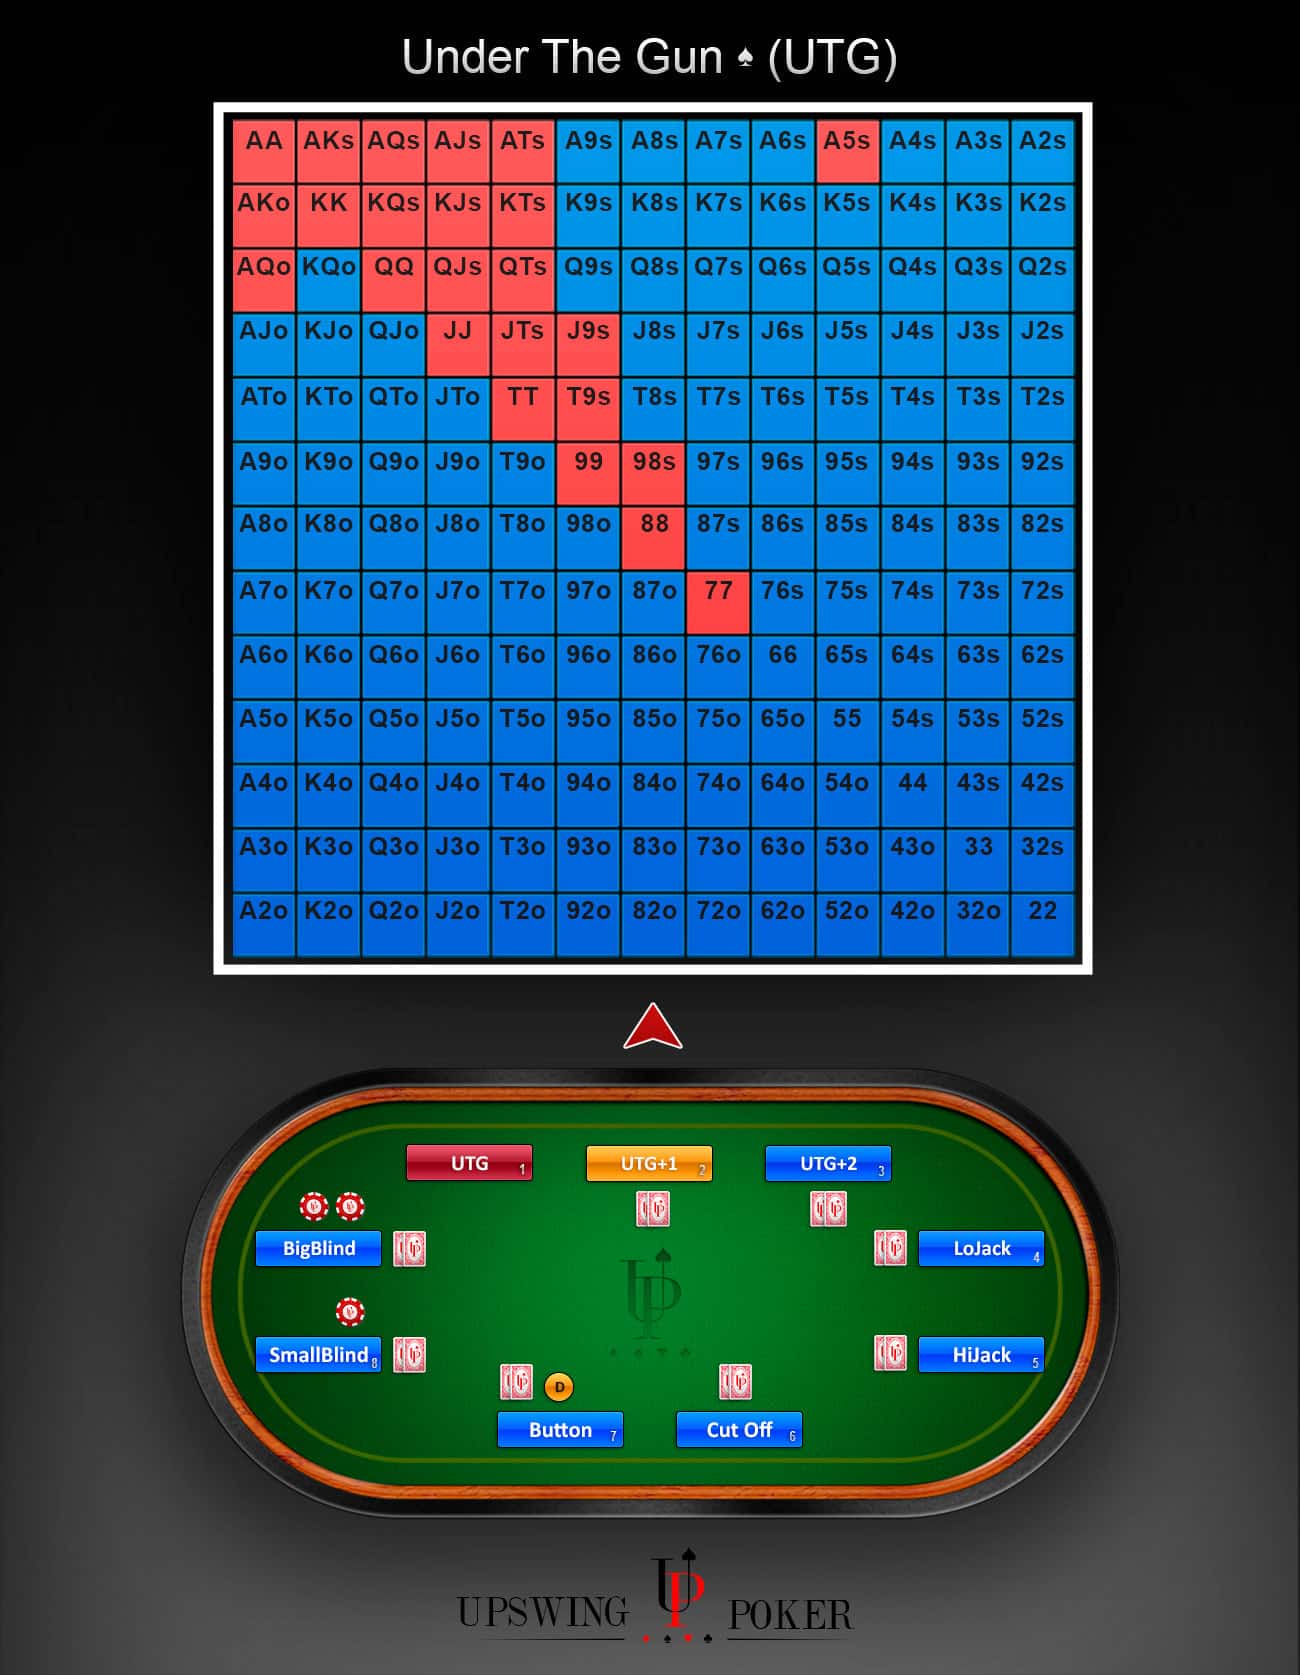 Under The Gun ♠ (UTG)
AA AKs AQs AJs ATs A9s A8s A7s A6s A5s A4s A3s A2s
AKo KK KQs KJs KTs K9s K8s K7s K6s K5s K4s K3s K2s
AQo KQo QQ QJs QTs Q9s Q8s Q7s Q6s Q5s Q4s Q3s Q2s
AJo KJo QJo JJ JTs J9s J8s J7s J6s J5s J4s J3s J2s
ATo KTo QTo JTo TT T9s T8s T7s T6s T5s T4s T3s T2s
A9o K9o Q9o J9o T9o 99 98s 97s 96s 95s 94s 93s 92s
A8o K8o Q8o J8o T8o 98o 88 87s 86s 85s 84s 83s 82s
A7o K7o Q7o J7o T7o 97o 87o 77 76s 75s 74s 73s 72s
A6o K6o Q6o J6o T6o 96o 86o 76o 66 65s 64s 63s 62s
A5o K5o Q5o J5o T5o 95o 85o 75o 65o 55 54s 53s 52s
A4o K4o Q4o J4o T4o 94o 84o 74o 64o 54o 44 43s 42s
A3o K3o Q3o J3o T3o 93o 83o 73o 63o 53o 43o 33 32s
A2o K2o Q2o J2o T2o 92o 82o 72o 62o 52o 42o 32o 22
UTG 1 UTG+1 2 UTG+2 3
BigBlind LoJack 4
UP
SmallBlind 8 HiJack 5
D
Button 7 Cut Off 6
UPSWING UP POKER